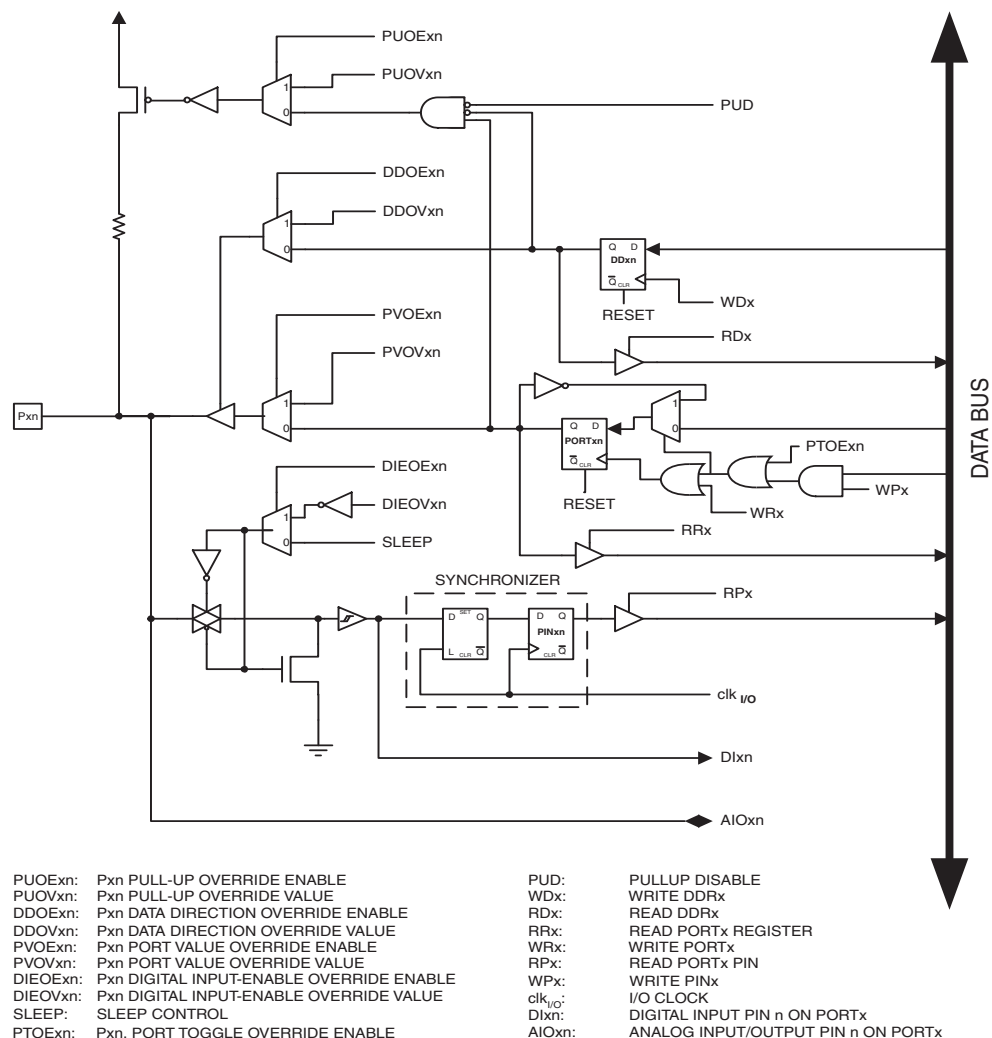 PUOExn
PUOVxn
1
0
PUD
DDOExn
DDOVxn
1
0
Q D
DDxn
Q CLR
WDx
RESET
PVOExn
RDx
PVOVxn
1
0
Pxn
1
0
Q D
PORTxn
Q CLR
PTOExn
DIEOExn
WPx
DIEOVxn
RESET
WRx
1
0
SLEEP
RRx
SYNCHRONIZER
RPx
D SET Q
L CLR Q
D Q
PINxn
CLR Q
clk I/O
DIxn
AIOxn
DATA BUS
PUOExn: Pxn PULL-UP OVERRIDE ENABLE
PUOVxn: Pxn PULL-UP OVERRIDE VALUE
DDOExn: Pxn DATA DIRECTION OVERRIDE ENABLE
DDOVxn: Pxn DATA DIRECTION OVERRIDE VALUE
PVOExn: Pxn PORT VALUE OVERRIDE ENABLE
PVOVxn: Pxn PORT VALUE OVERRIDE VALUE
DIEOExn: Pxn DIGITAL INPUT-ENABLE OVERRIDE ENABLE
DIEOVxn: Pxn DIGITAL INPUT-ENABLE OVERRIDE VALUE
SLEEP: SLEEP CONTROL
PTOExn: Pxn, PORT TOGGLE OVERRIDE ENABLE
PUD: PULLUP DISABLE
WDx: WRITE DDRx
RDx: READ DDRx
RRx: READ PORTx REGISTER
WRx: WRITE PORTx
RPx: READ PORTx PIN
WPx: WRITE PINx
clkI/O: I/O CLOCK
DIxn: DIGITAL INPUT PIN n ON PORTx
AIOxn: ANALOG INPUT/OUTPUT PIN n ON PORTx